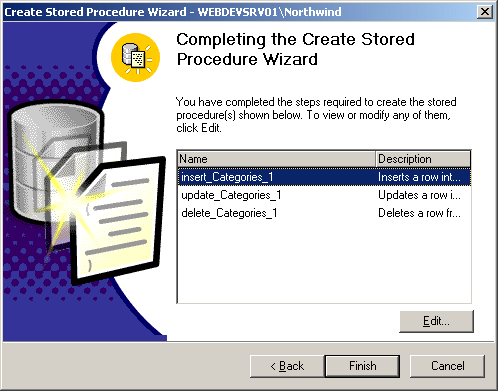 Create Stored Procedure Wizard - WEBDEVSRV01\Northwind
Completing the Create Stored
Procedure Wizard
You have completed the steps required to create the stored
procedure(s) shown below. To view or modify any of them,
click Edit.
Name Description
insert_Categories_1 Inserts a row int...
update_Categories_1 Updates a row i...
delete_Categories_1 Deletes a row fr...
Edit...
< Back Finish Cancel